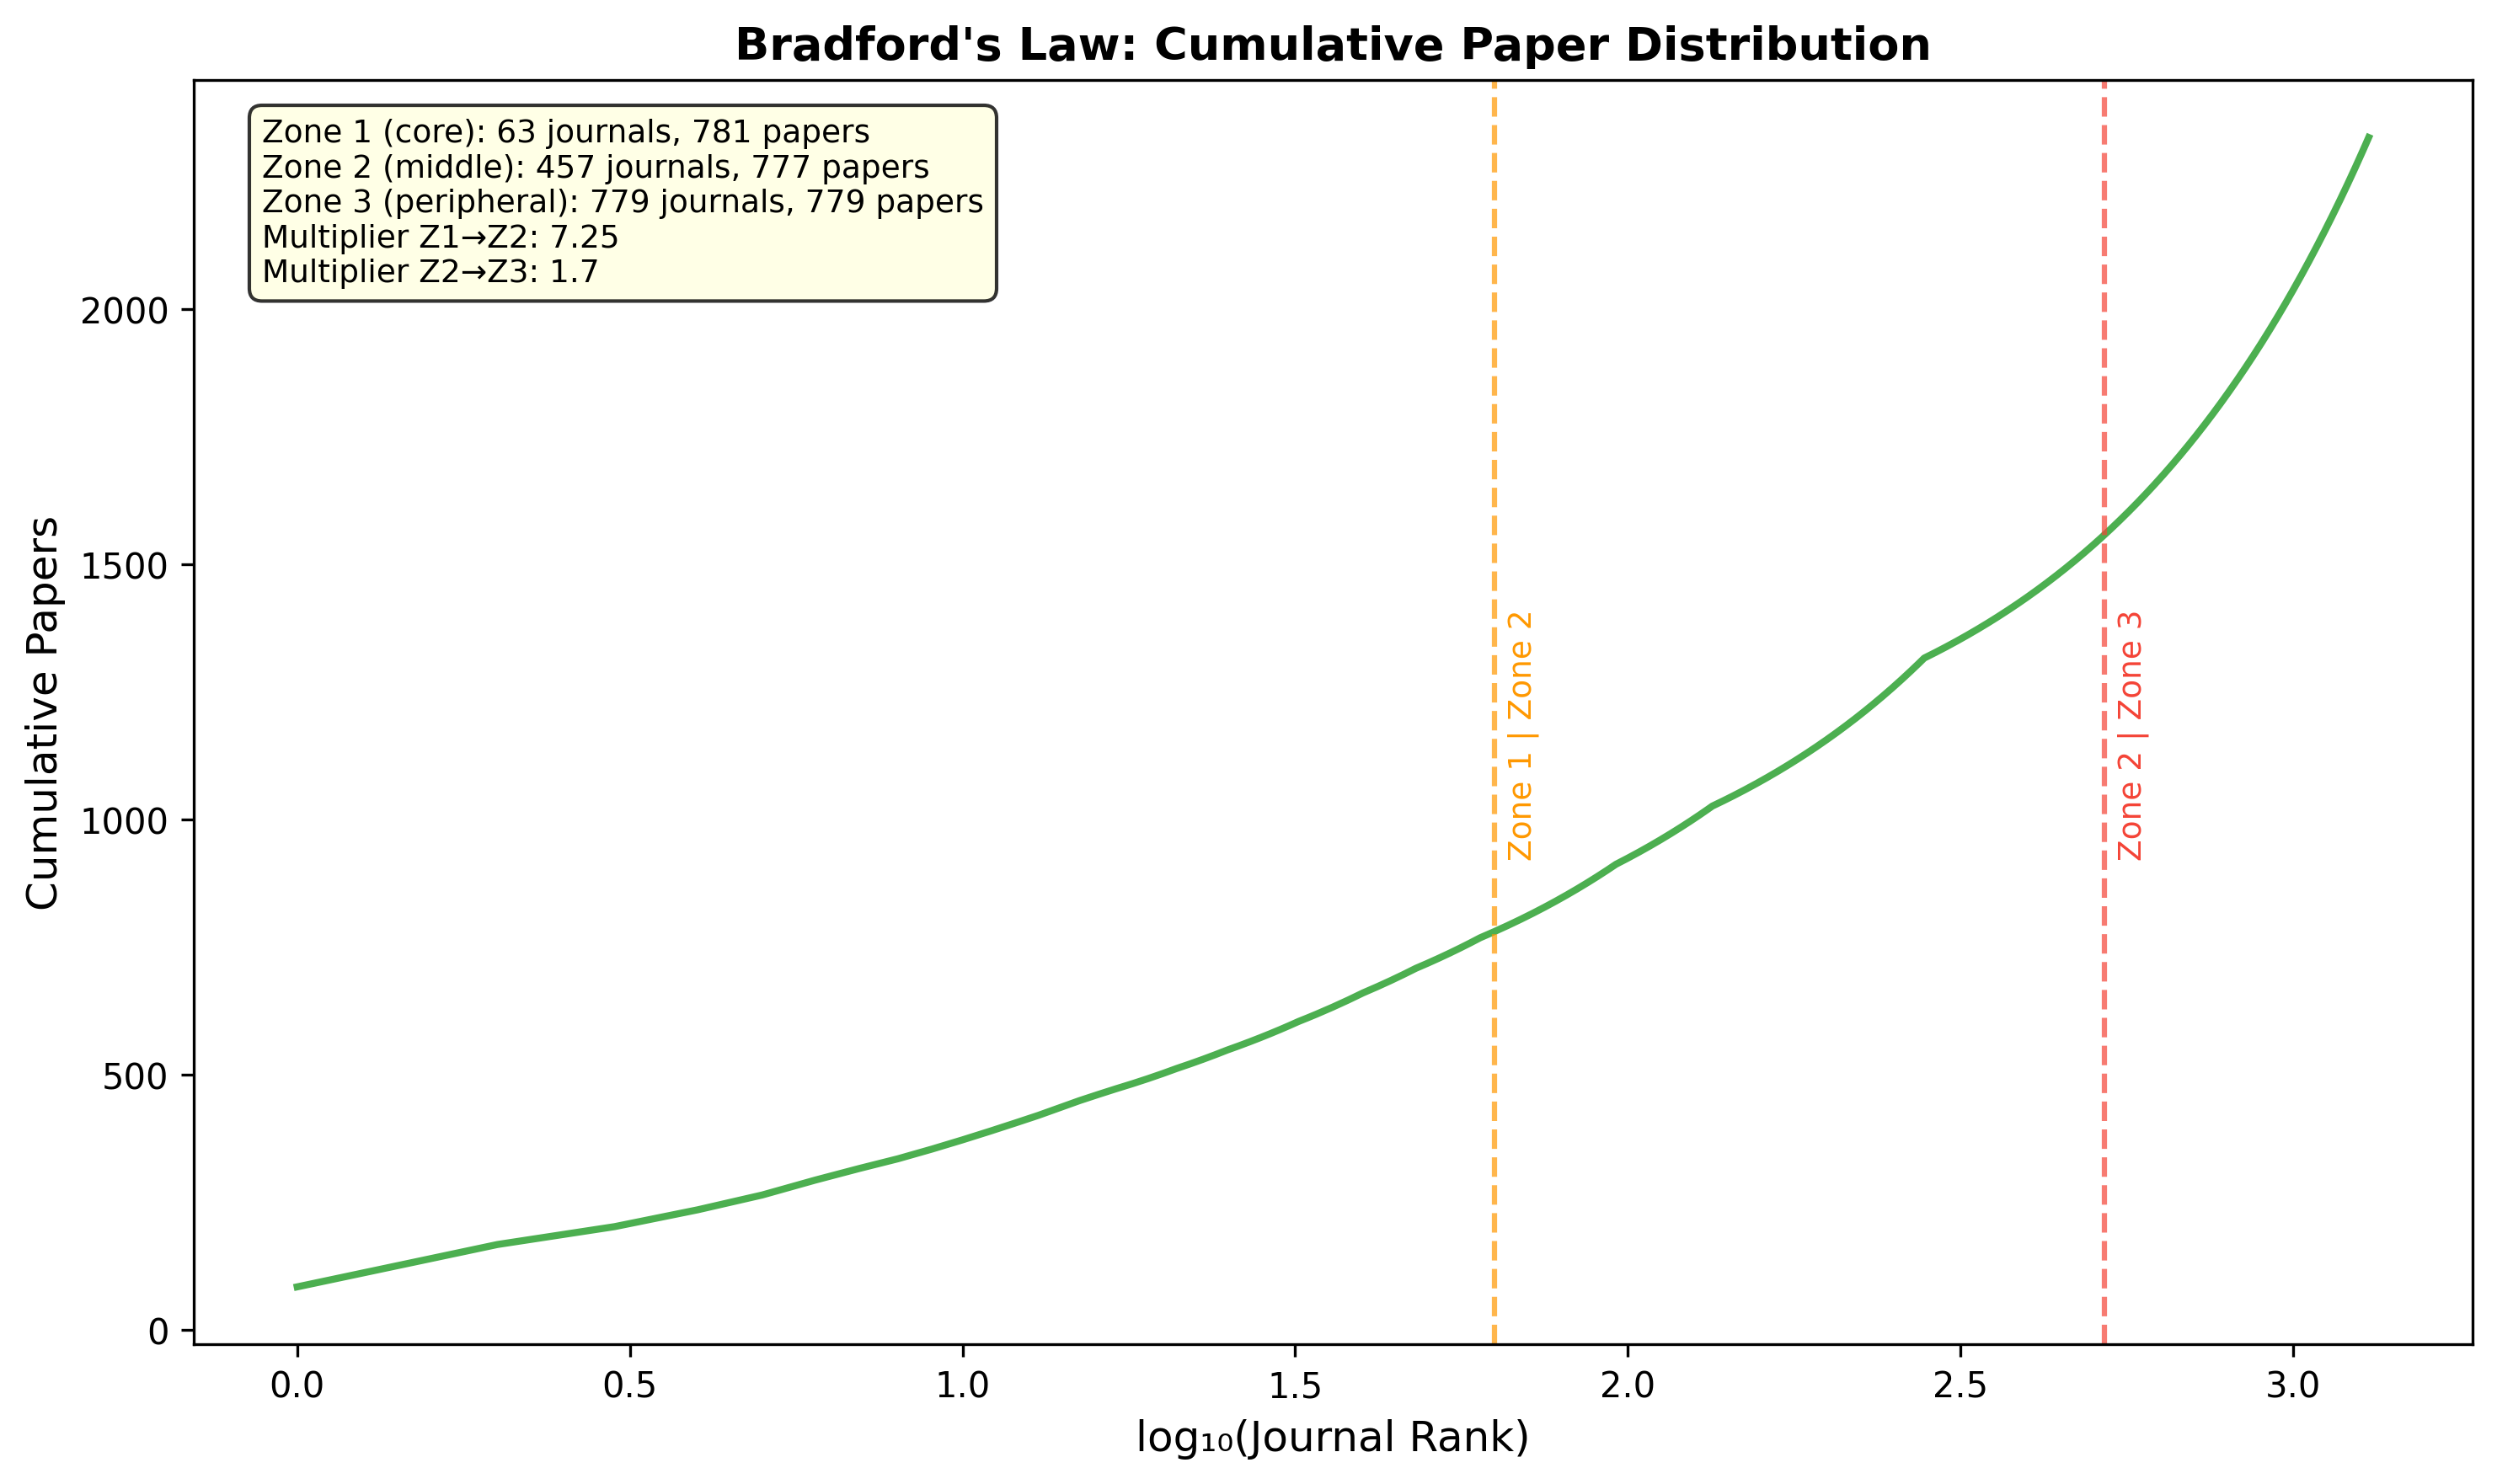 Bradford's Law: Cumulative Paper Distribution
Zone 1 (core): 63 journals, 781 papers
Zone 2 (middle): 457 journals, 777 papers
Zone 3 (peripheral): 779 journals, 779 papers
Multiplier Z1→Z2: 7.25
Multiplier Z2→Z3: 1.7
Cumulative Papers
2000
1500
1000
500
0
Zone 1 | Zone 2
Zone 2 | Zone 3
0.0
0.5
1.0
1.5
2.0
2.5
3.0
log₁₀(Journal Rank)